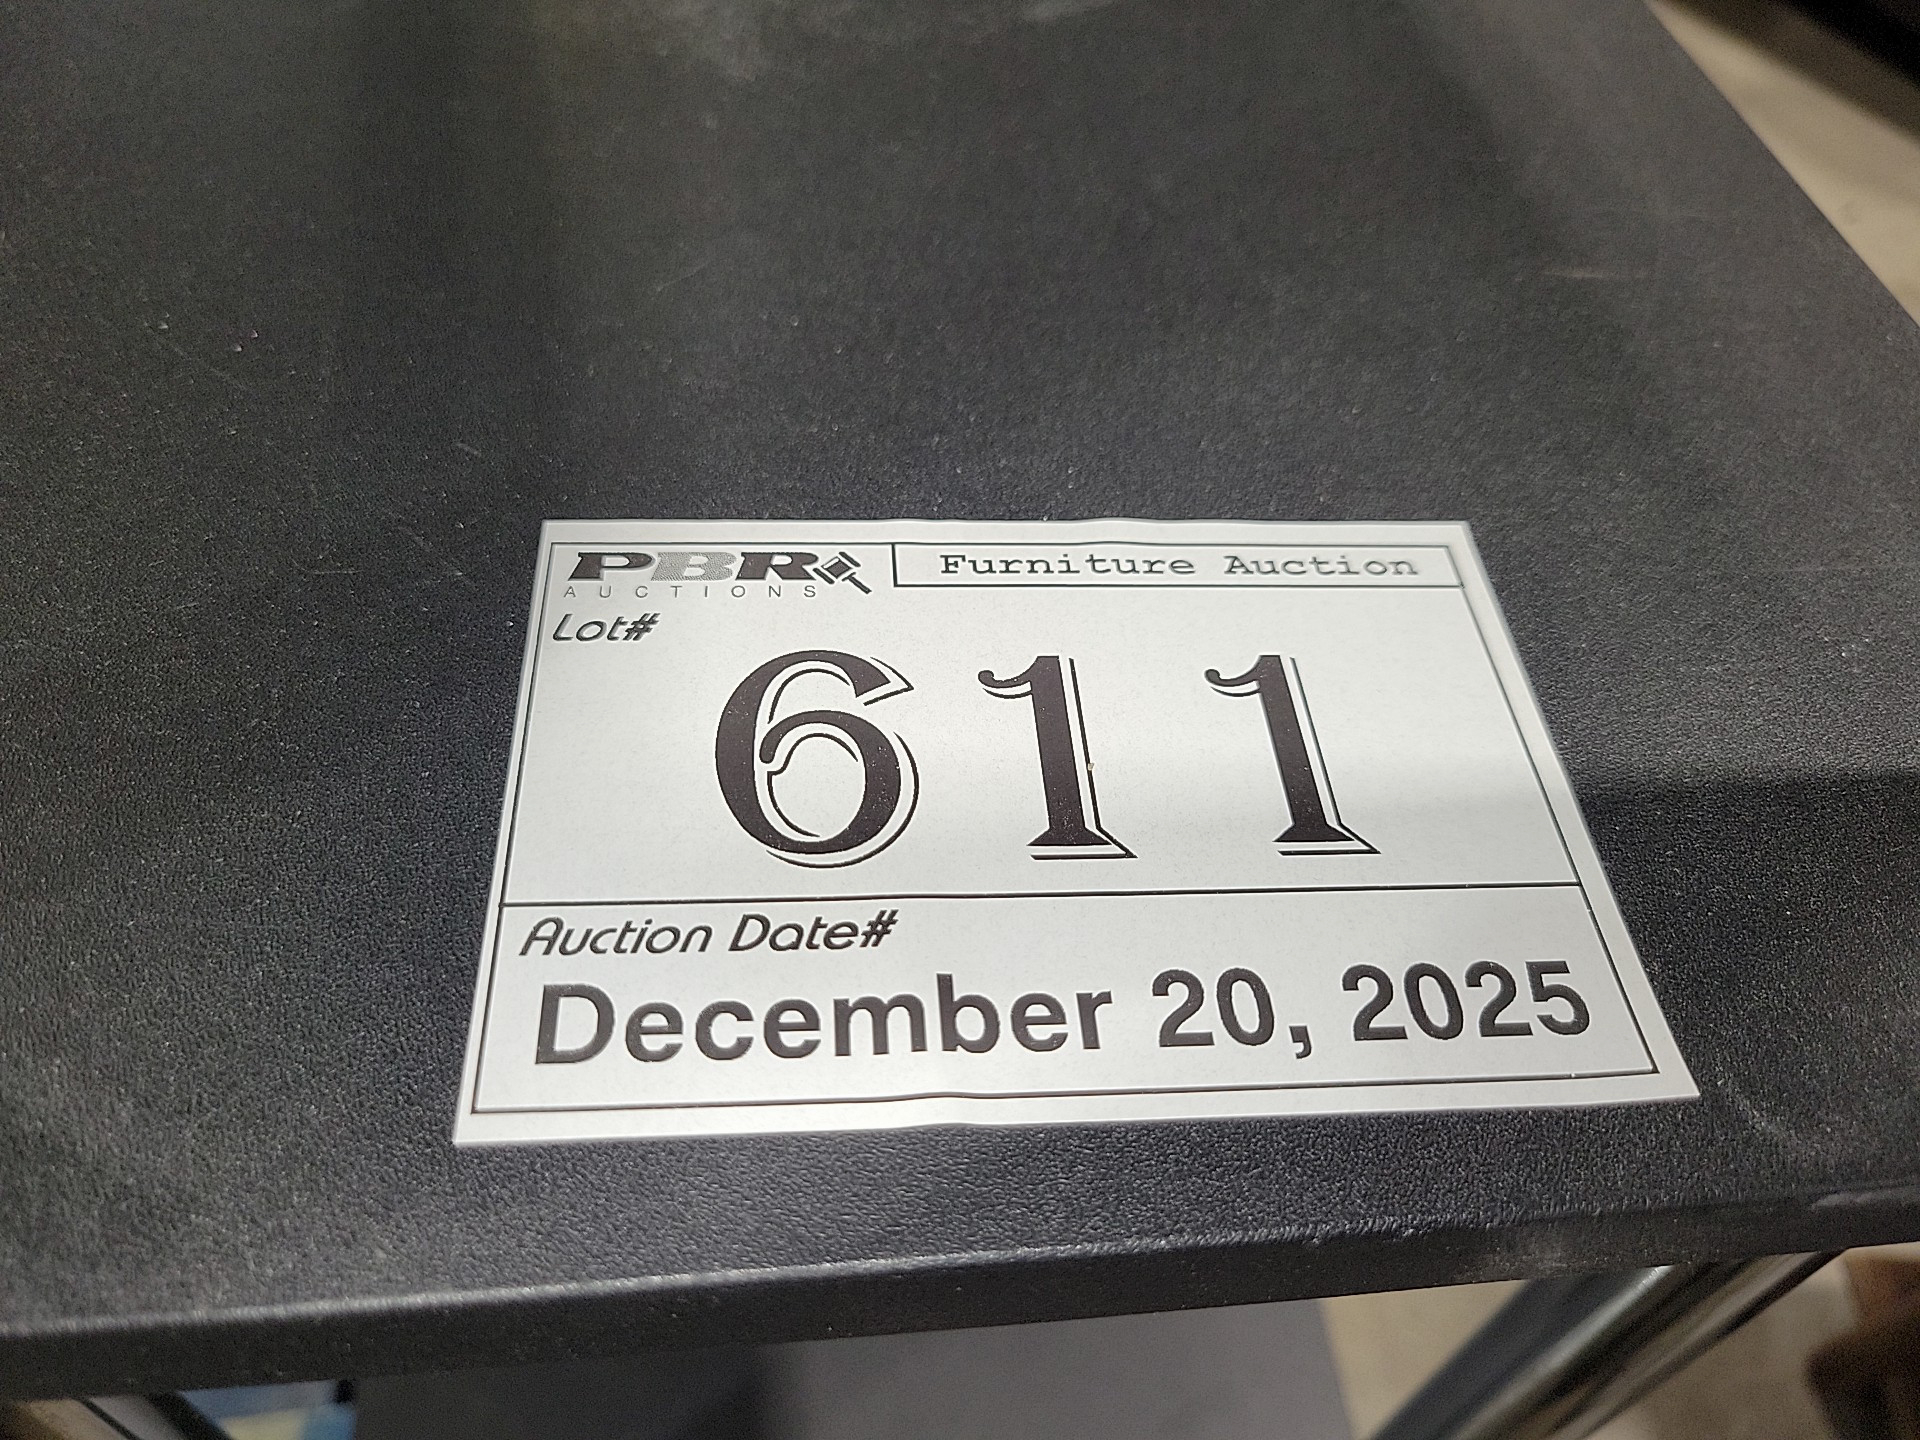 PBR
AUCTIONS
Furniture Auction
Lot#
611
Auction Date#
December 20, 2025